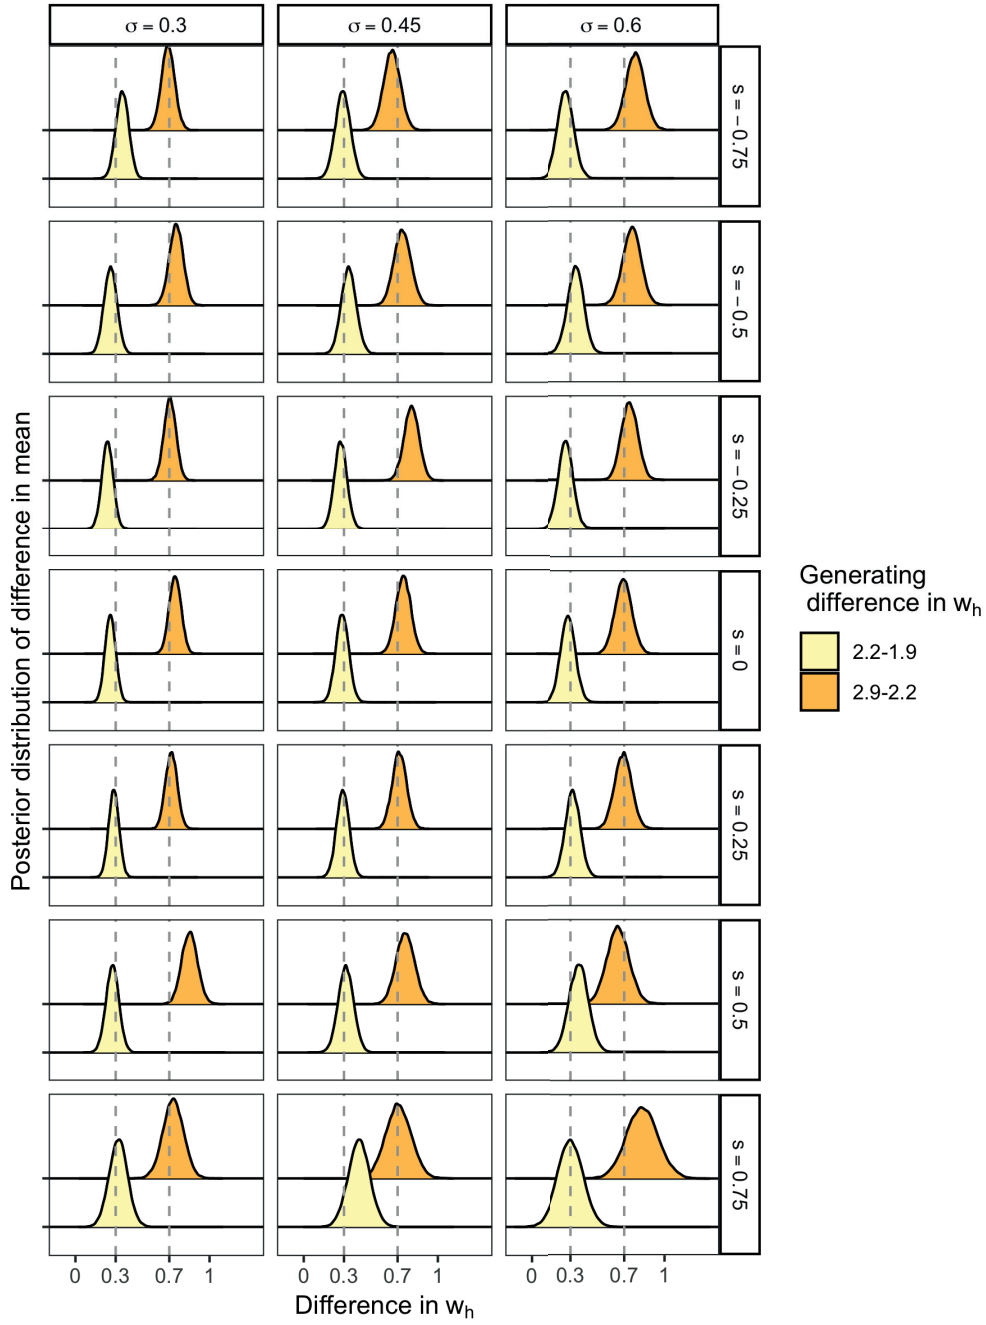 σ = 0.3
σ = 0.45
σ = 0.6
s = −0.75
s = −0.5
s = −0.25
s = 0
s = 0.25
s = 0.5
s = 0.75
Posterior distribution of difference in mean
0 0.3 0.7 1
0 0.3 0.7 1
0 0.3 0.7 1
Difference in wh
Generating
difference in wh
2.2-1.9
2.9-2.2